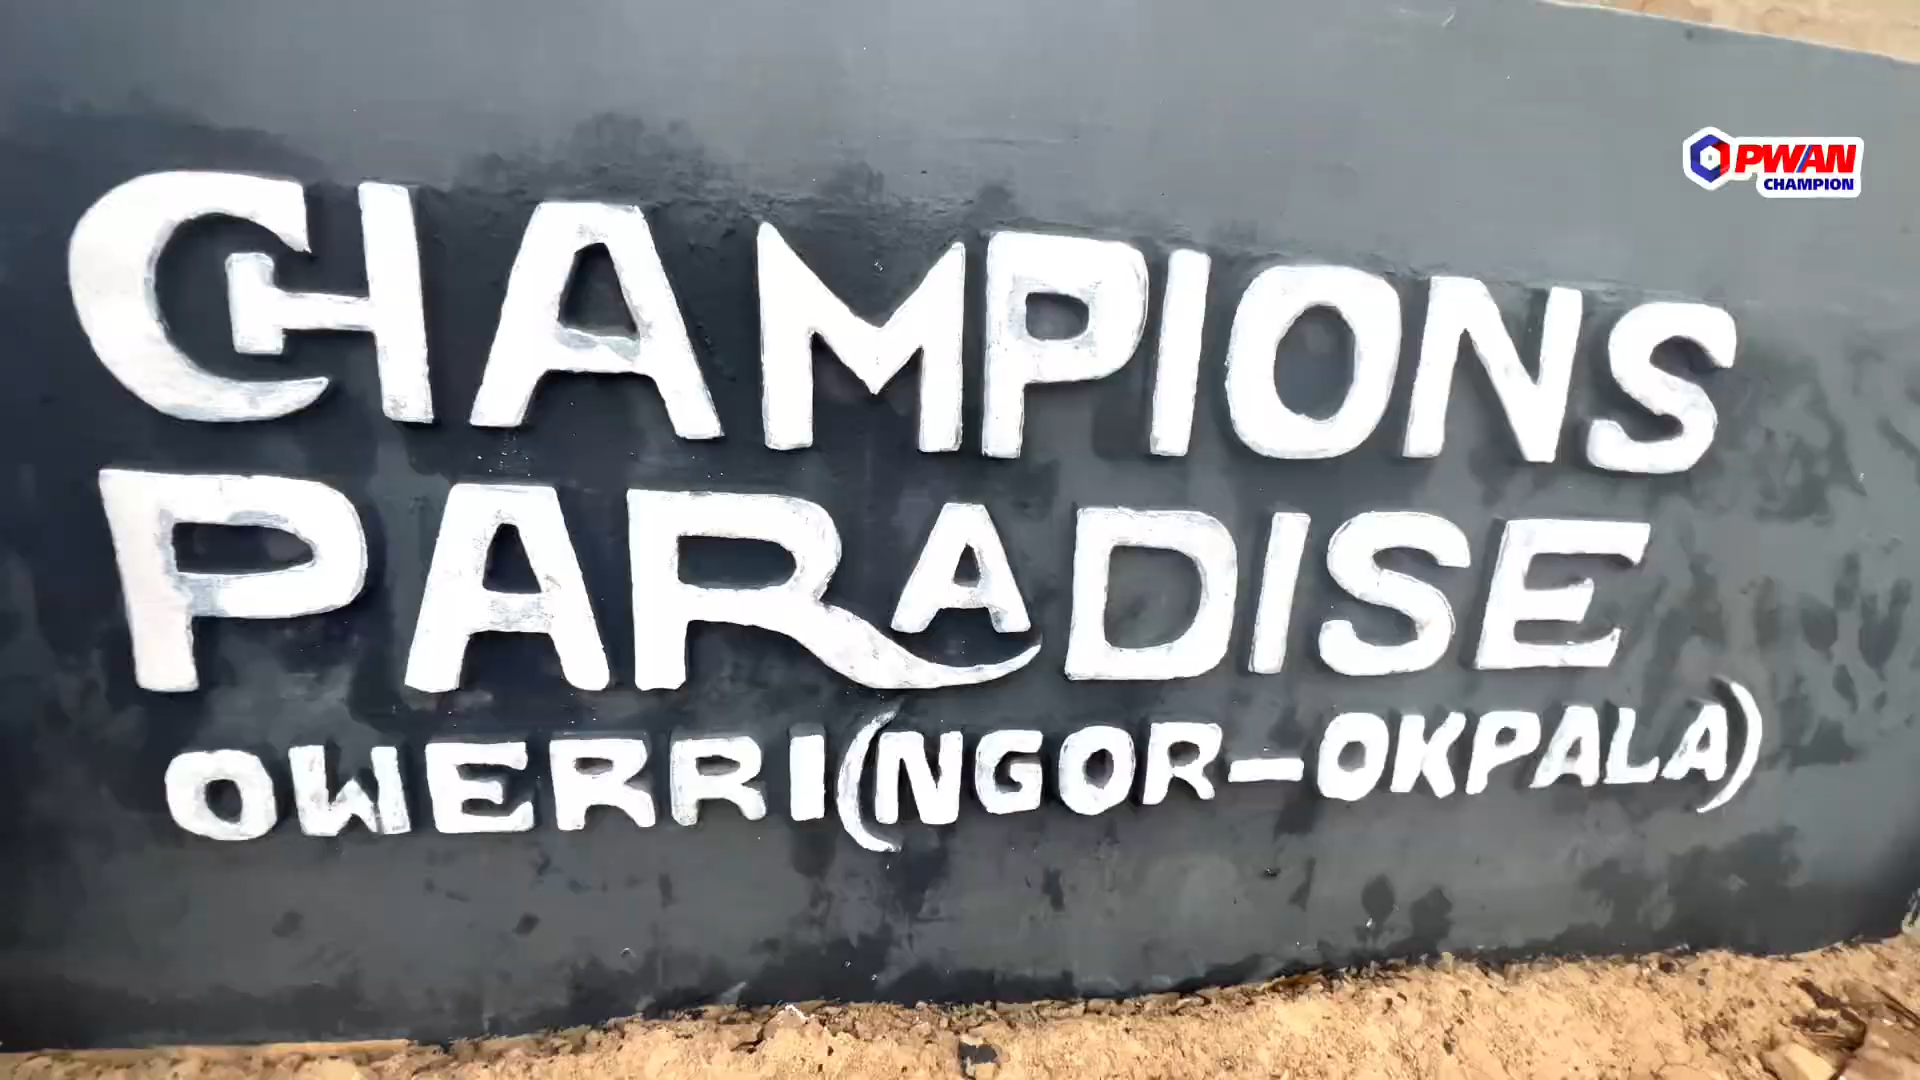 PWAN
CHAMPION
CHAMPIONS
PARADISE
OWERRI(NGOR-OKPALA)